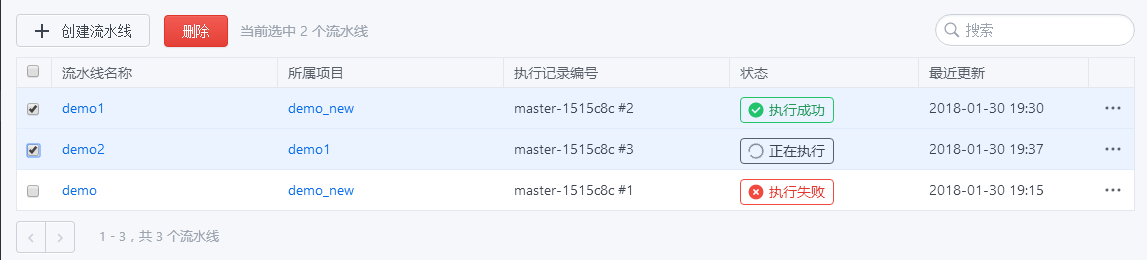 创建流水线 删除 当前选中 2 个流水线 搜索
流水线名称 所属项目 执行记录编号 状态 最近更新
demo1 demo_new master-1515c8c #2 执行成功 2018-01-30 19:30
demo2 demo1 master-1515c8c #3 正在执行 2018-01-30 19:37
demo demo_new master-1515c8c #1 执行失败 2018-01-30 19:15
1 - 3，共 3 个流水线